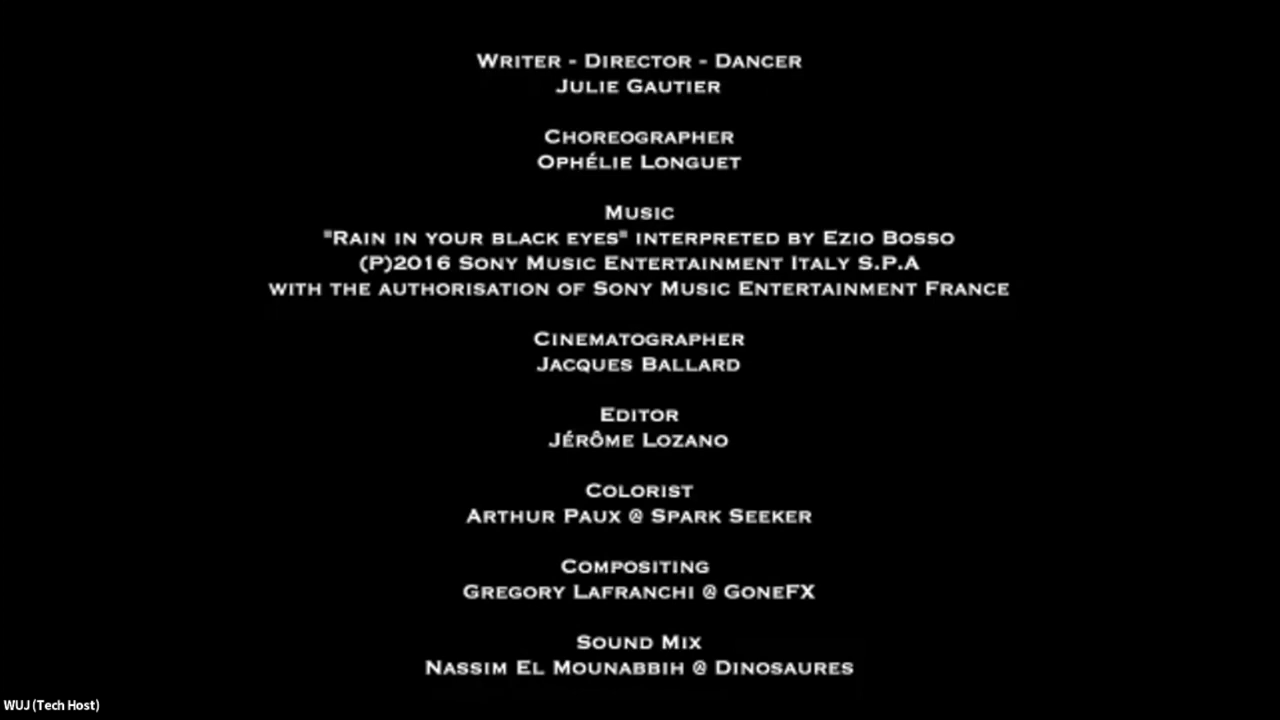 Writer - Director - Dancer
Julie Gautier
Choreographer
Ophélie Longuet
Music
"Rain in your black eyes" interpreted by Ezio Bosso
(P)2016 Sony Music Entertainment Italy S.P.A
with the authorisation of Sony Music Entertainment France
Cinematographer
Jacques Ballard
Editor
Jérôme Lozano
Colorist
Arthur Paux @ Spark Seeker
Compositing
Gregory Lafranchi @ GoneFX
Sound Mix
Nassim El Mounabbih @ Dinosaures
WUJ (Tech Host)